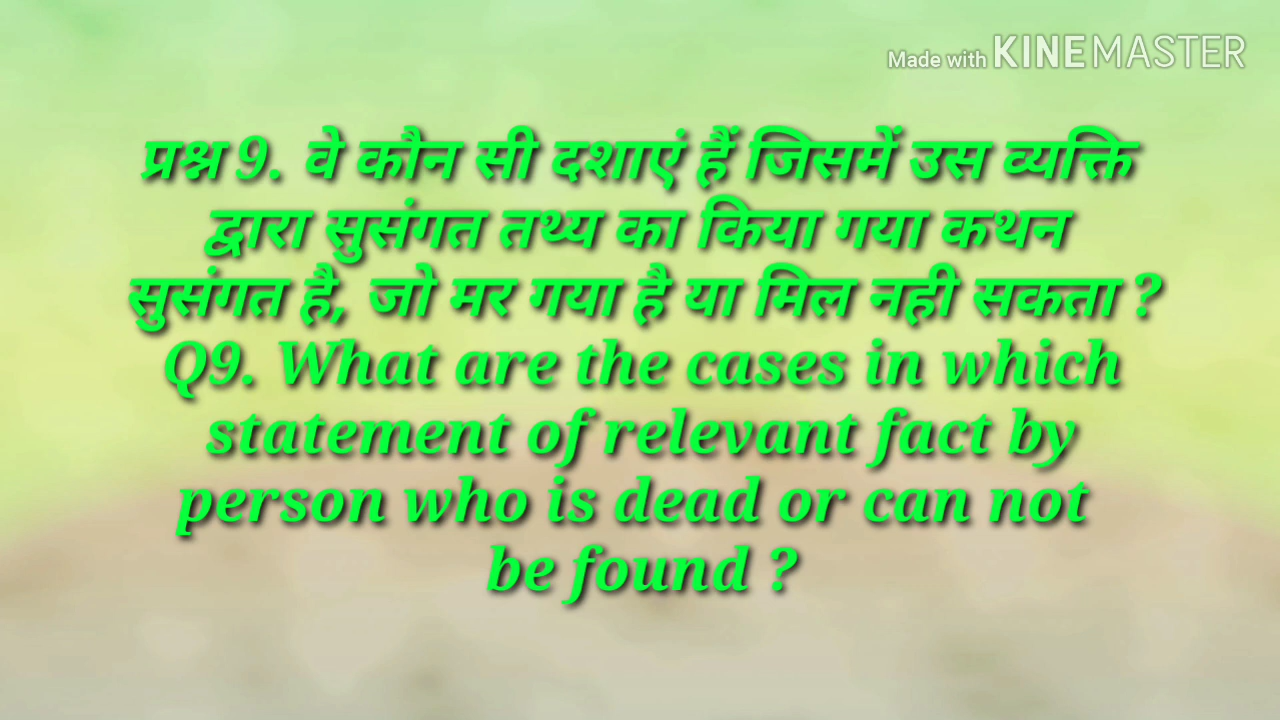 Made with KINEMASTER
प्रश्न 9. वे कौन सी दशाएं हैं जिसमें उस व्यक्ति
द्वारा सुसंगत तथ्य का किया गया कथन
सुसंगत है, जो मर गया है या मिल नही सकता ?
Q9. What are the cases in which
statement of relevant fact by
person who is dead or can not
be found ?